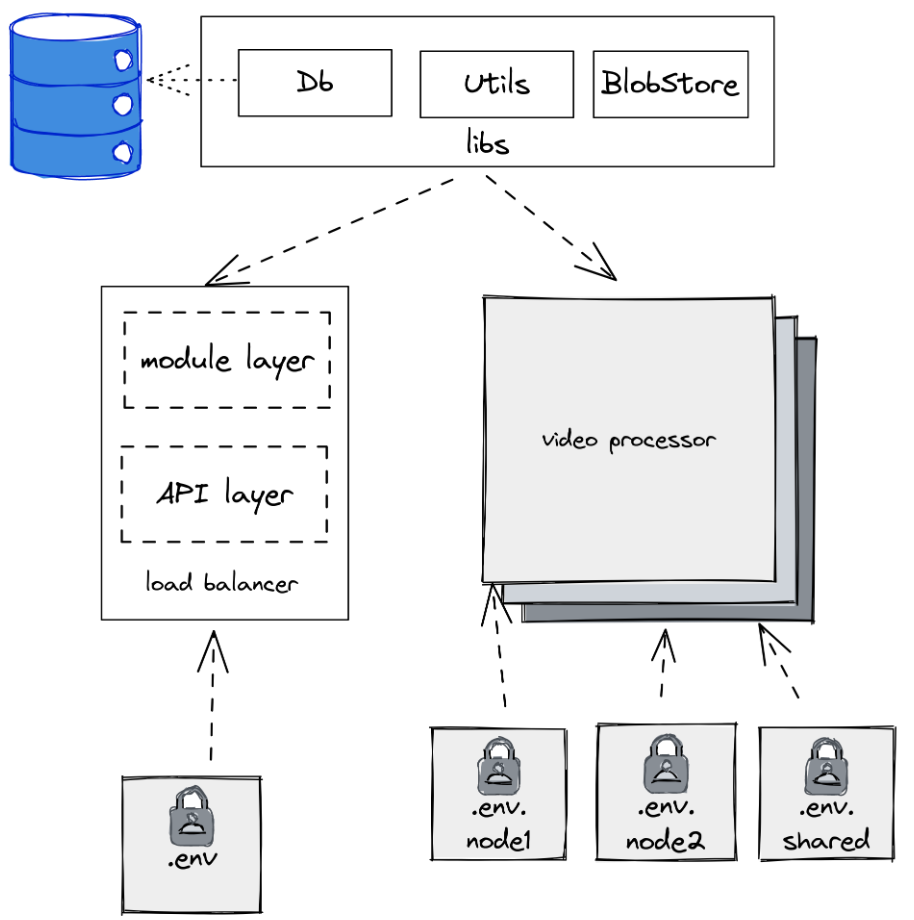 Db
Utils
BlobStore
libs
module layer
API layer
load balancer
video processor
.env
.env.
node1
.env.
node2
.env.
shared